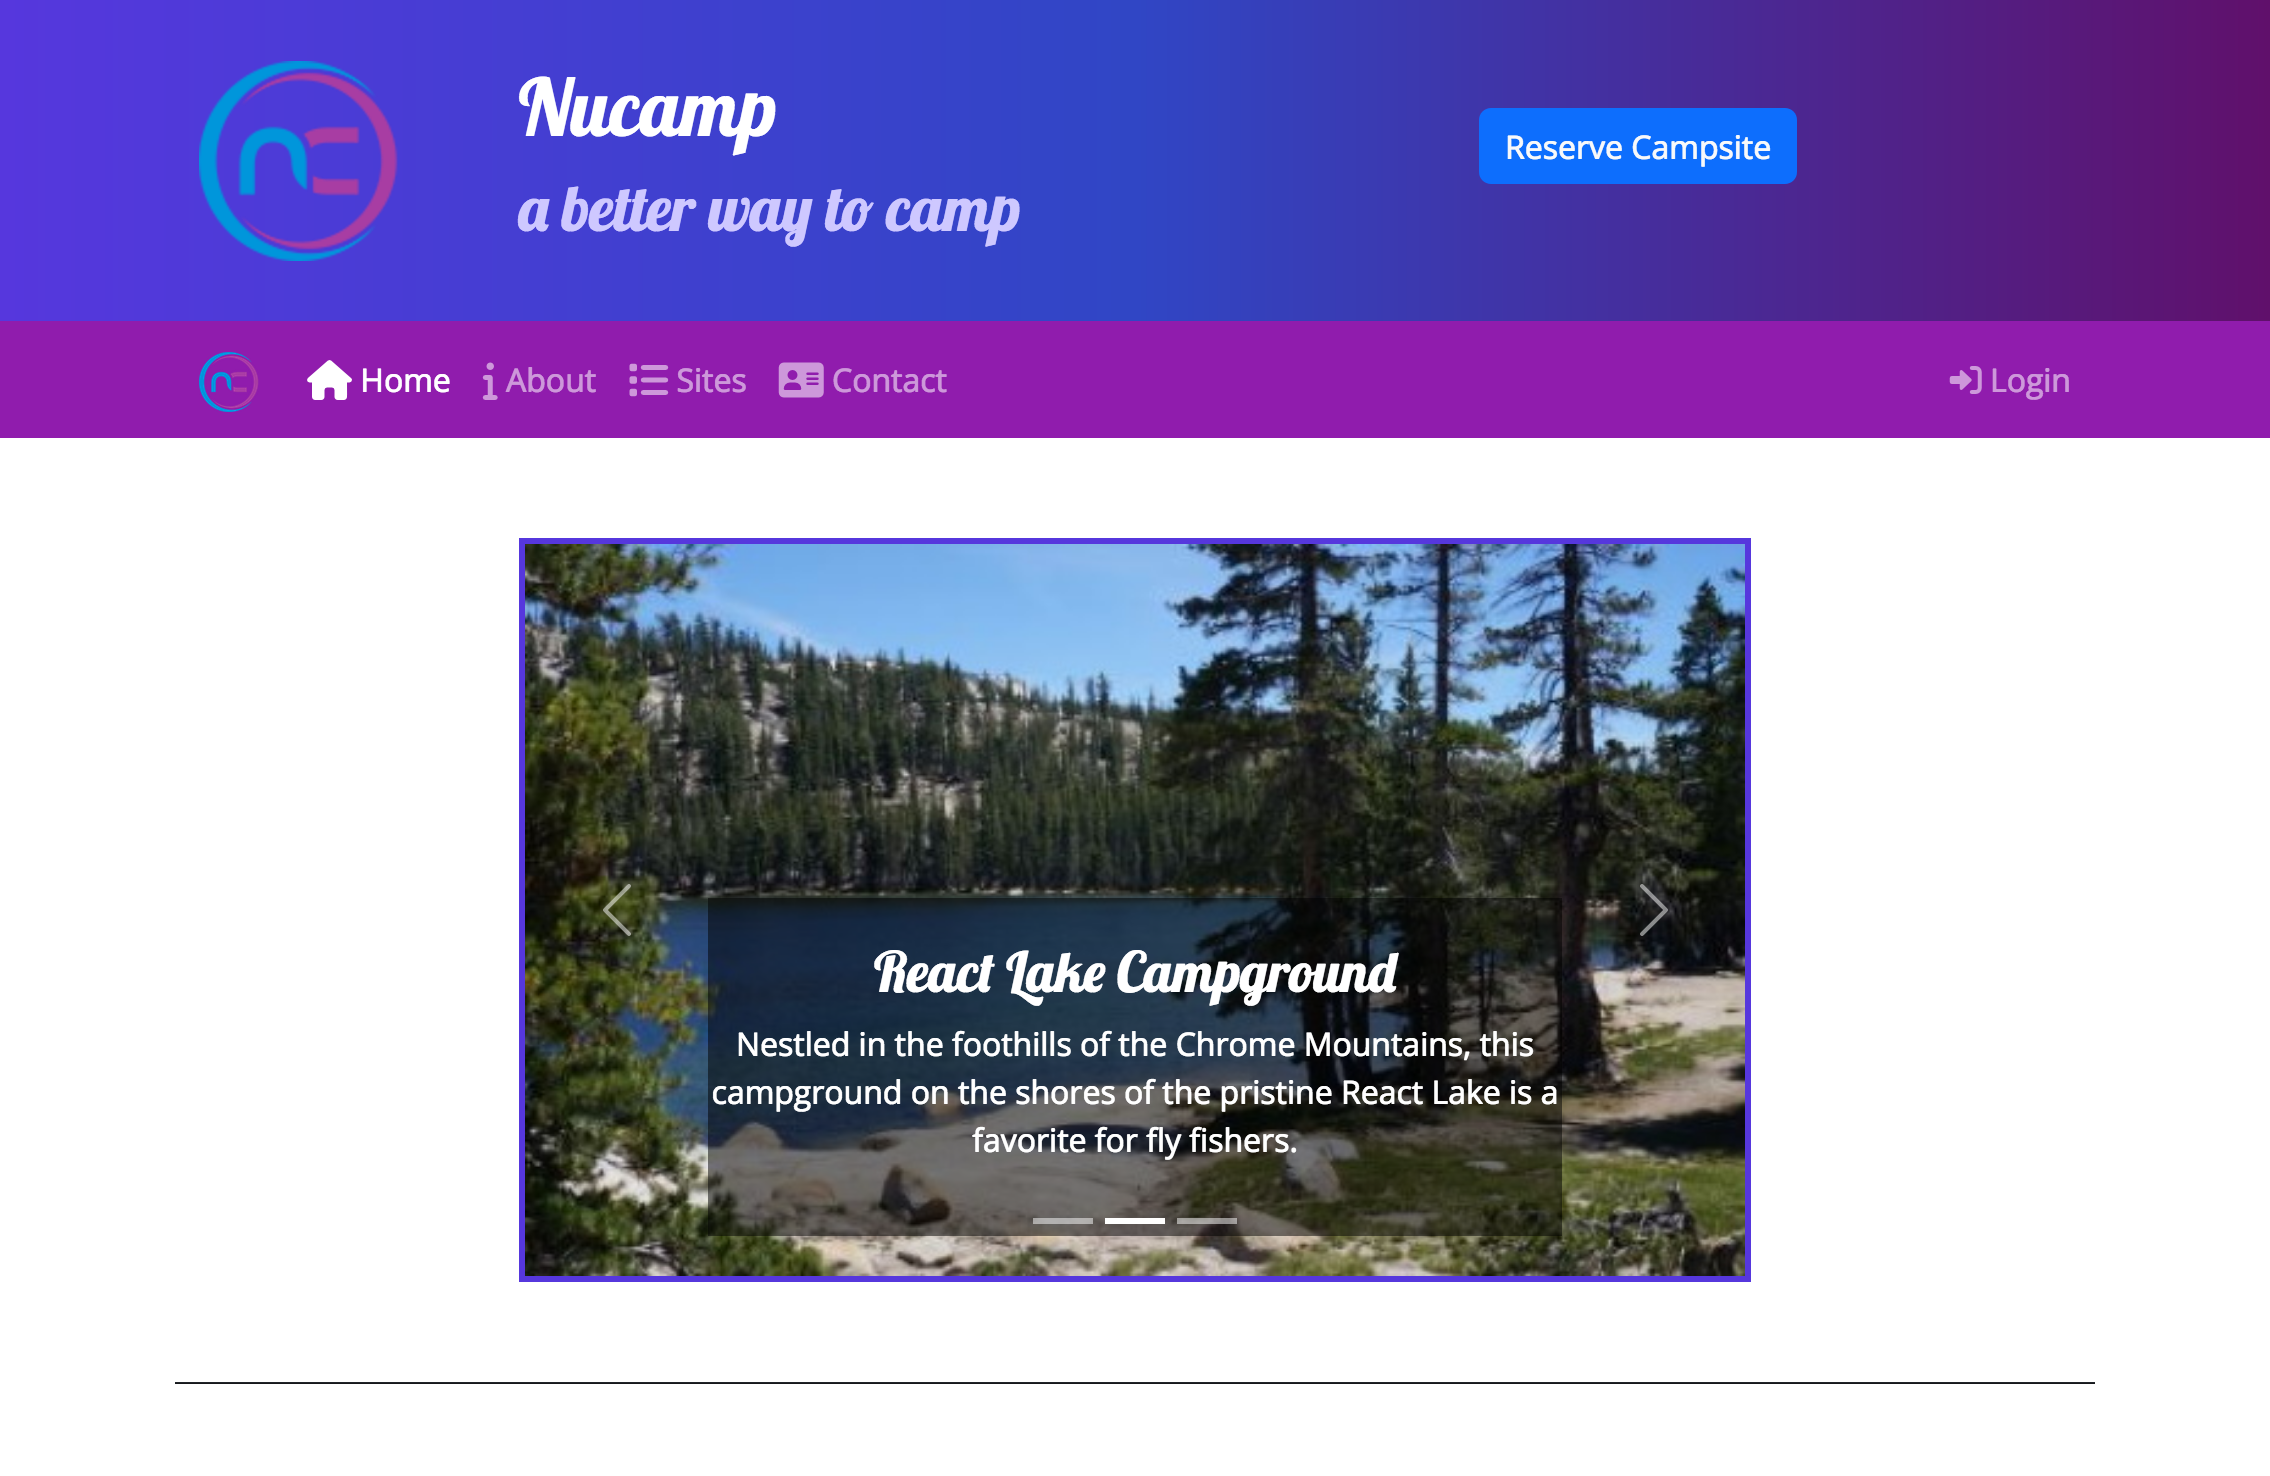 Nucamp
a better way to camp
Reserve Campsite
Home About Sites Contact Login
React Lake Campground
Nestled in the foothills of the Chrome Mountains, this
campground on the shores of the pristine React Lake is a
favorite for fly fishers.